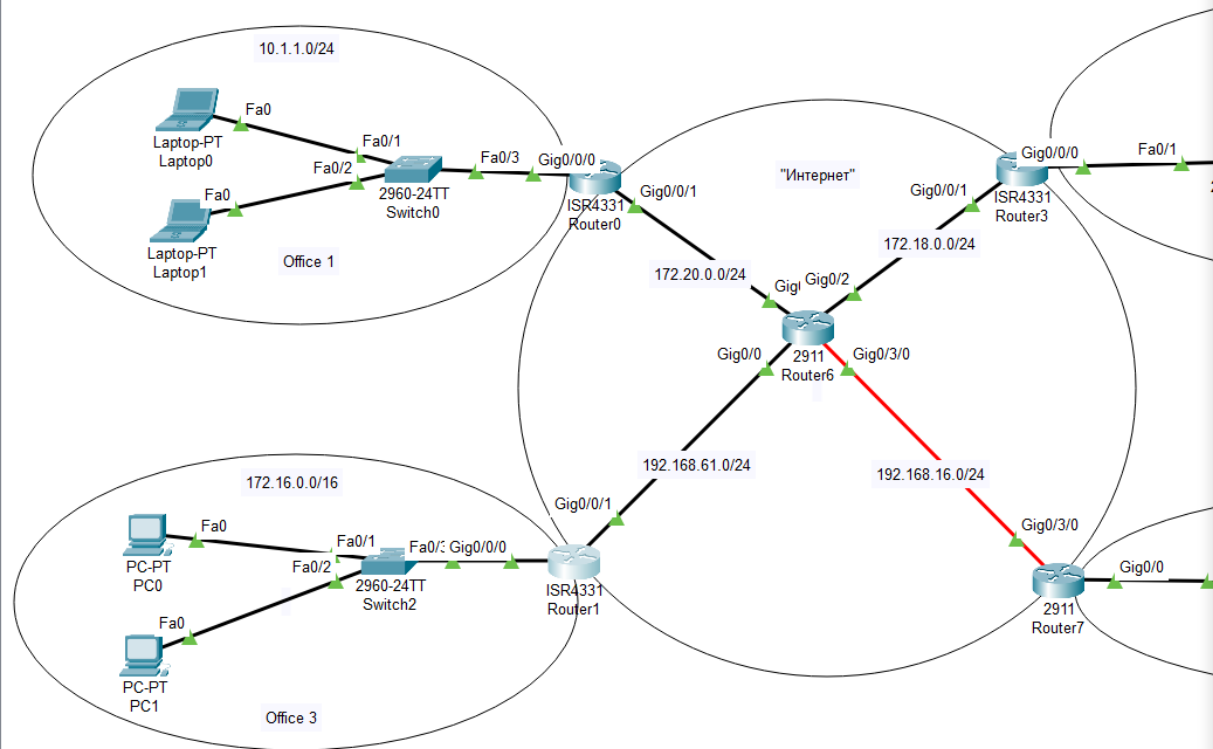 10.1.1.0/24
Fa0
Laptop-PT
Laptop0
Fa0/1
Fa0/2
Fa0
Laptop-PT
Laptop1
2960-24TT
Switch0
Fa0/3
Gig0/0/0
ISR4331
Router0
Gig0/0/1
Office 1
"Интернет"
Gig0/0/0
Fa0/1
Gig0/0/1
ISR4331
Router3
172.18.0.0/24
172.20.0.0/24
Gig0/2
Gig0/0
2911
Router6
Gig0/3/0
192.168.61.0/24
192.168.16.0/24
172.16.0.0/16
Gig0/0/1
Fa0
PC-PT
PC0
Fa0/1
Fa0/2
Gig0/0/0
2960-24TT
Switch2
ISR4331
Router1
Fa0
PC-PT
PC1
Office 3
Gig0/3/0
Gig0/0
2911
Router7